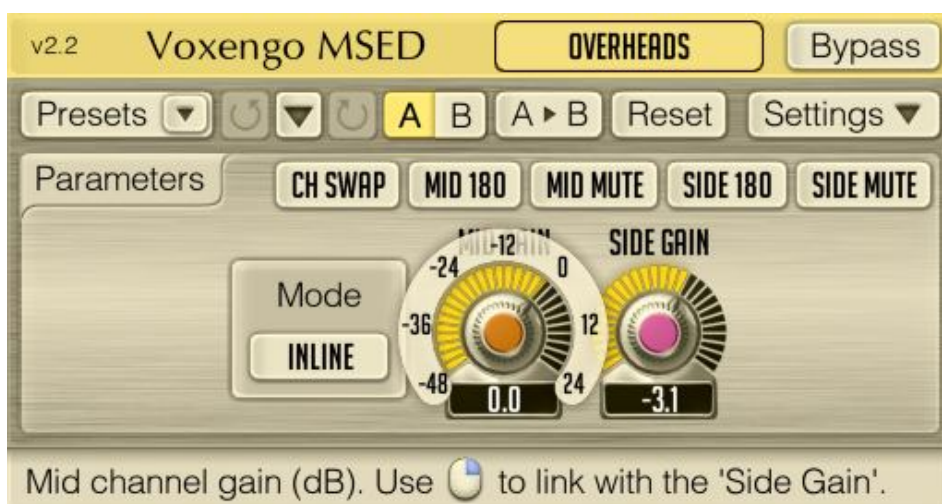 v2.2 Voxengo MSED OVERHEADS Bypass
Presets A B A ▸ B Reset Settings
Parameters CH SWAP MID 180 MID MUTE SIDE 180 SIDE MUTE
MID GAIN SIDE GAIN
-12
-24 0
Mode
-36 12
INLINE
-48 24
0.0 -3.1
Mid channel gain (dB). Use to link with the 'Side Gain'.